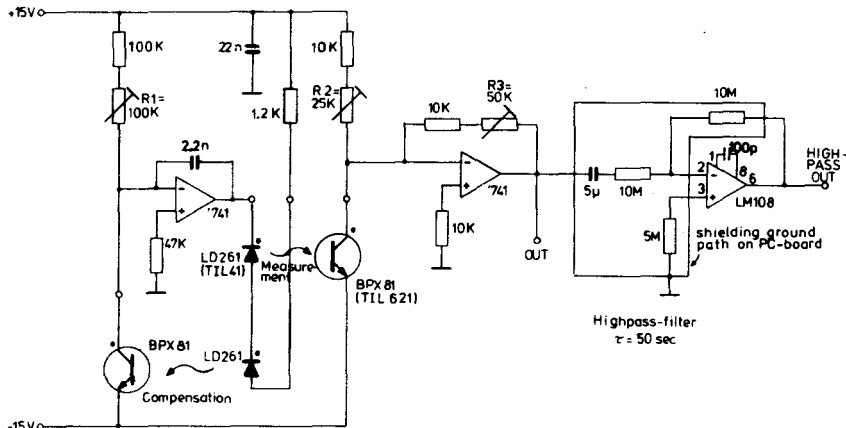 +15V
100K
R1=
100K
22n
1.2K
10K
R2=
25K
2.2n
'741
47K
LD261
(TIL41)
Measure-
ment
BPX81
(TIL 621)
BPX81
LD261
Compensation
-15V
10K
R3=
50K
'741
10K
OUT
5µ
10M
10M
100p
1
2
3
8
6
LM108
5M
HIGH-
PASS
OUT
shielding ground
path on PC-board
Highpass-filter
τ = 50 sec